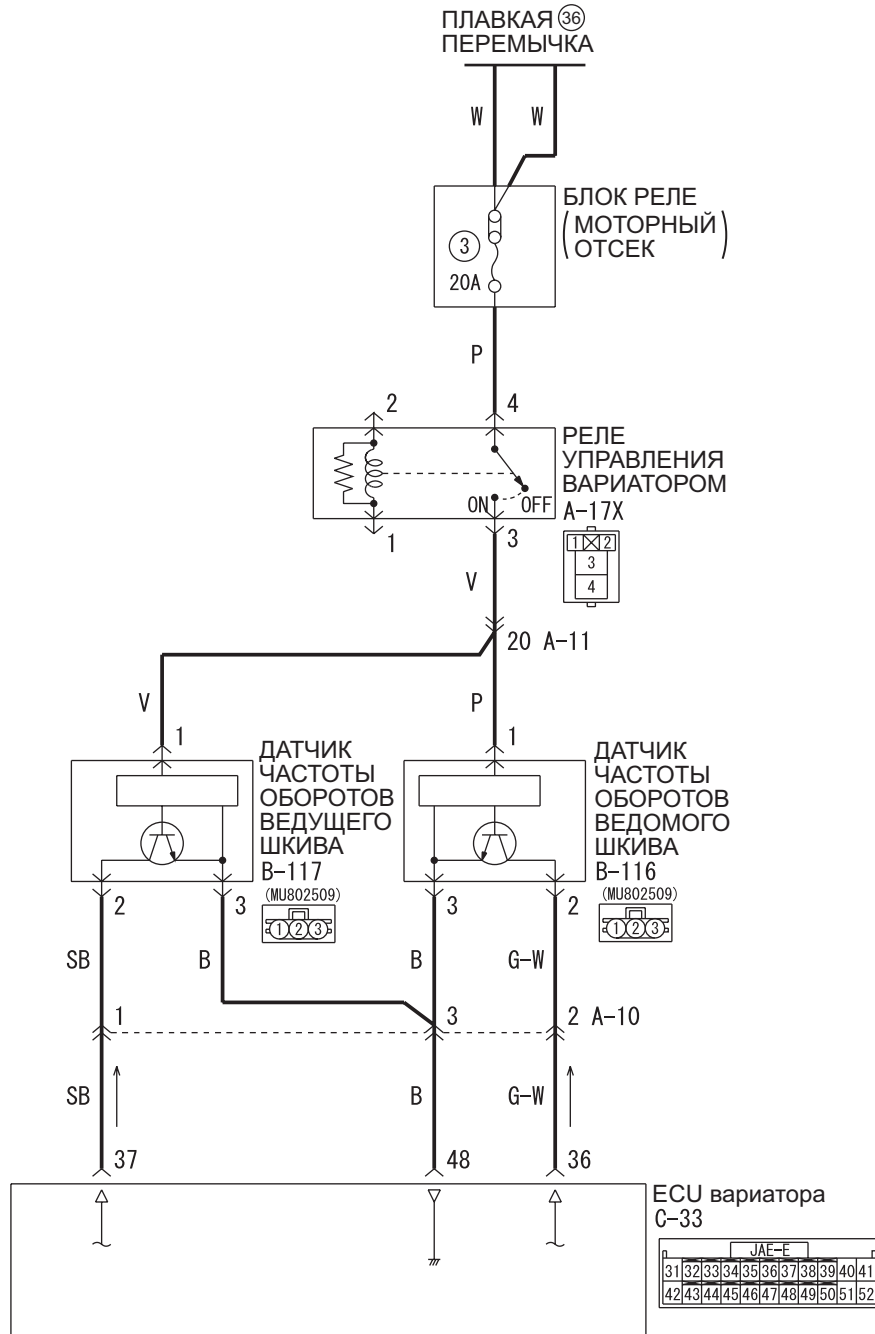 ПЛАВКАЯ 36
ПЕРЕМЫЧКА
W W
БЛОК РЕЛЕ
(МОТОРНЫЙ
ОТСЕК)
3
20A
P
2 4
РЕЛЕ
УПРАВЛЕНИЯ
ВАРИАТОРОМ
A-17X
ON OFF
1 3
1 2
3
4
V
20 A-11
V P
1 1
ДАТЧИК
ЧАСТОТЫ
ОБОРОТОВ
ВЕДУЩЕГО
ШКИВА
B-117
(MU802509)
1 2 3
ДАТЧИК
ЧАСТОТЫ
ОБОРОТОВ
ВЕДОМОГО
ШКИВА
B-116
(MU802509)
1 2 3
2 3 3 2
SB B B G-W
1 3 2 A-10
SB B G-W
37 48 36
ECU вариатора
C-33
JAE-E
31 32 33 34 35 36 37 38 39 40 41
42 43 44 45 46 47 48 49 50 51 52